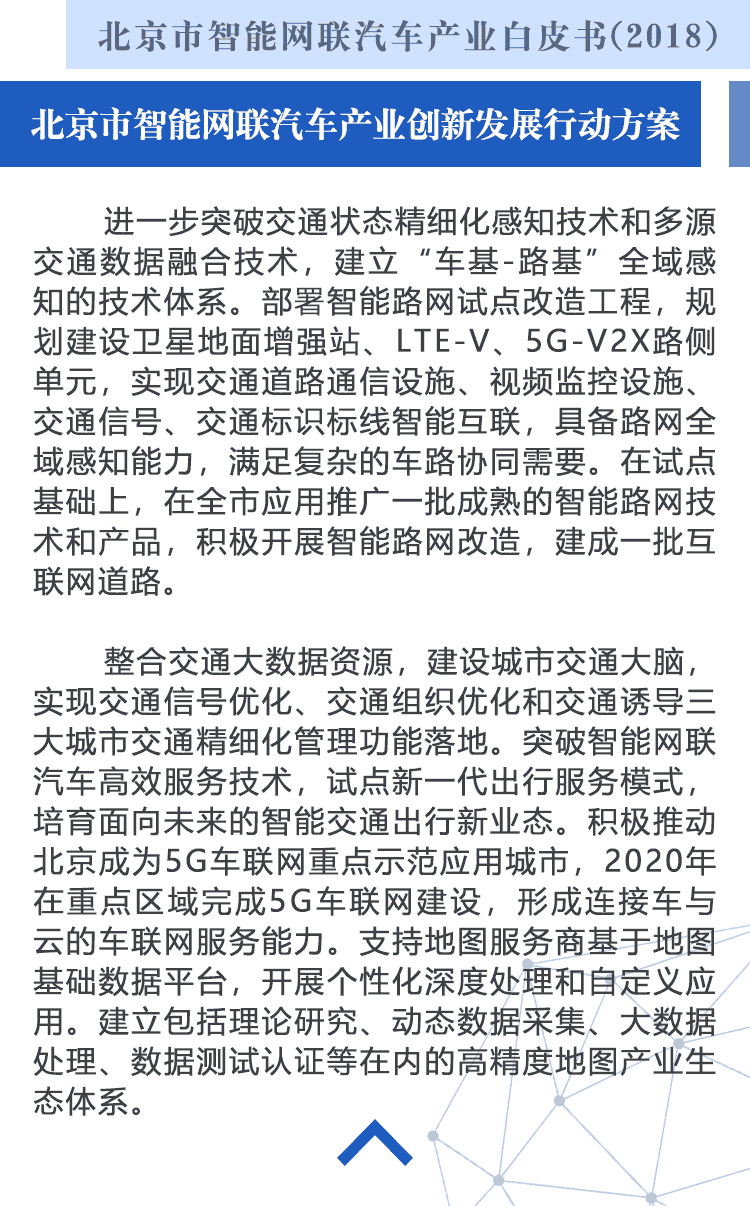 北京市智能网联汽车产业白皮书(2018)
北京市智能网联汽车产业创新发展行动方案
进一步突破交通状态精细化感知技术和多源
交通数据融合技术，建立“车基-路基”全域感
知的技术体系。部署智能路网试点改造工程，规
划建设卫星地面增强站、LTE-V、5G-V2X路侧
单元，实现交通道路通信设施、视频监控设施、
交通信号、交通标识标线智能互联，具备路网全
域感知能力，满足复杂的车路协同需要。在试点
基础上，在全市应用推广一批成熟的智能路网技
术和产品，积极开展智能路网改造，建成一批互
联网道路。
整合交通大数据资源，建设城市交通大脑，
实现交通信号优化、交通组织优化和交通诱导三
大城市交通精细化管理功能落地。突破智能网联
汽车高效服务技术，试点新一代出行服务模式，
培育面向未来的智能交通出行新业态。积极推动
北京成为5G车联网重点示范应用城市，2020年
在重点区域完成5G车联网建设，形成连接车与
云的车联网服务能力。支持地图服务商基于地图
基础数据平台，开展个性化深度处理和自定义应
用。建立包括理论研究、动态数据采集、大数据
处理、数据测试认证等在内的高精度地图产业生
态体系。